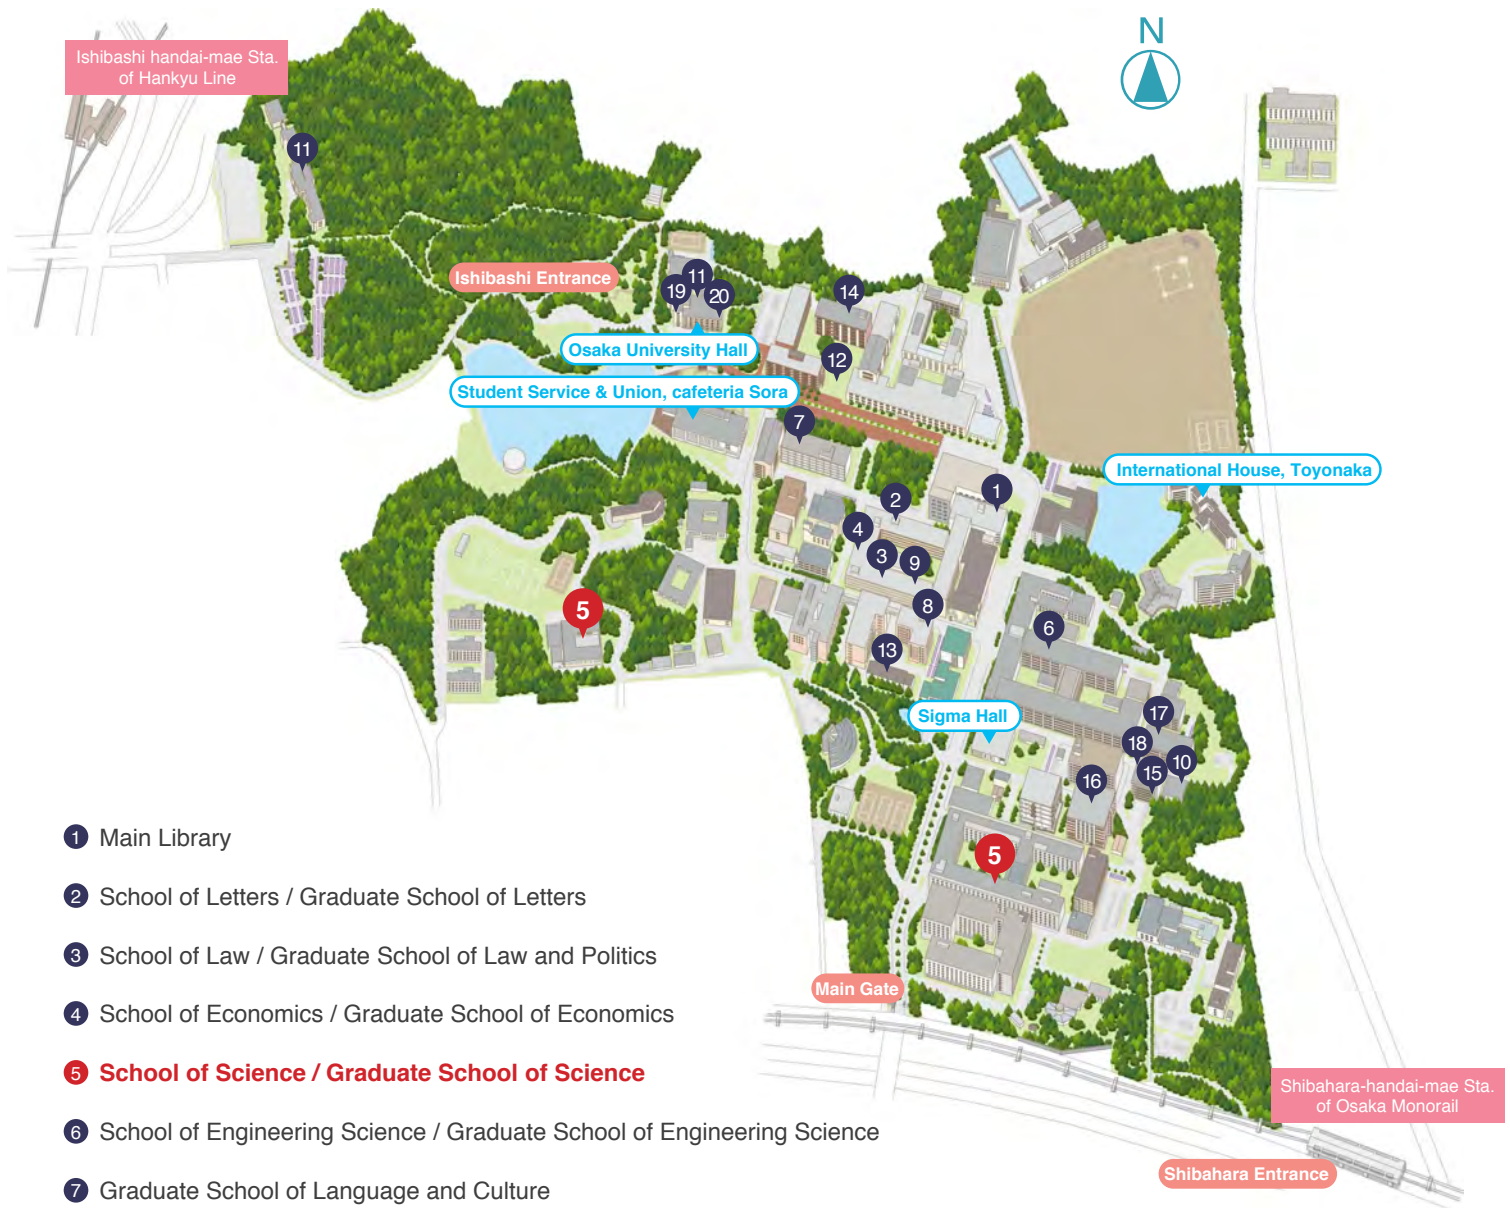 N
Ishibashi handai-mae Sta.
of Hankyu Line
11
Ishibashi Entrance
11
19
20
14
Osaka University Hall
12
Student Service & Union, cafeteria Sora
7
International House, Toyonaka
1
2
4
3
9
5
8
6
13
Sigma Hall
17
18
10
15
16
5
Main Gate
Shibahara-handai-mae Sta.
of Osaka Monorail
Shibahara Entrance
1 Main Library
2 School of Letters / Graduate School of Letters
3 School of Law / Graduate School of Law and Politics
4 School of Economics / Graduate School of Economics
5 School of Science / Graduate School of Science
6 School of Engineering Science / Graduate School of Engineering Science
7 Graduate School of Language and Culture